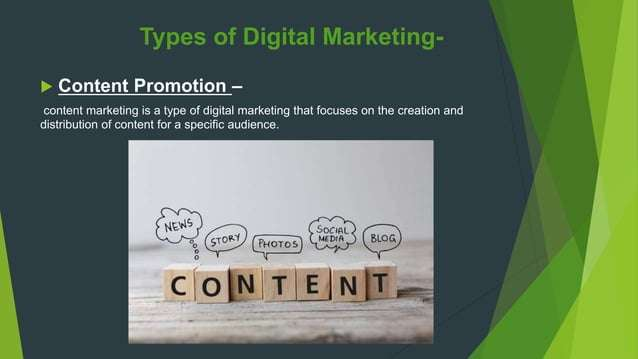 Types of Digital Marketing-
Content Promotion –
content marketing is a type of digital marketing that focuses on the creation and
distribution of content for a specific audience.
NEWS
STORY
PHOTOS
SOCIAL
MEDIA
BLOG
CONTENT